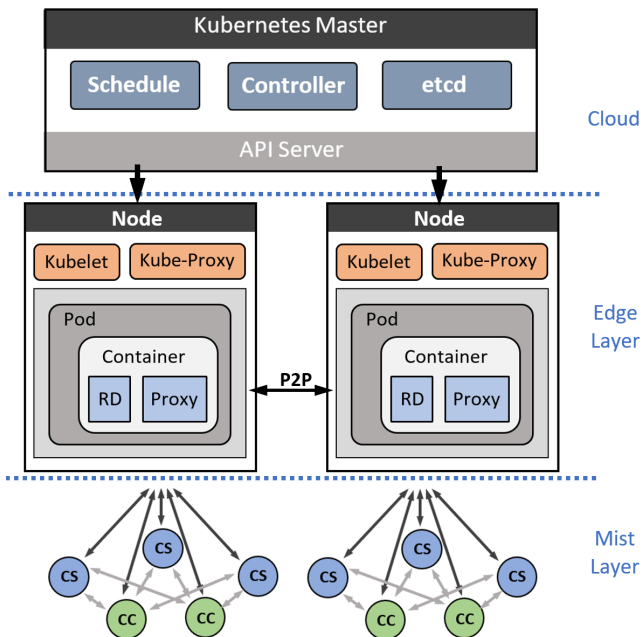 Kubernetes Master
Schedule
Controller
etcd
API Server
Cloud
Node
Node
Kubelet
Kube-Proxy
Kubelet
Kube-Proxy
Pod
Container
RD
Proxy
P2P
Pod
Container
RD
Proxy
Edge
Layer
CS
CS
CS
CC
CC
CS
CS
CS
CC
CC
Mist
Layer